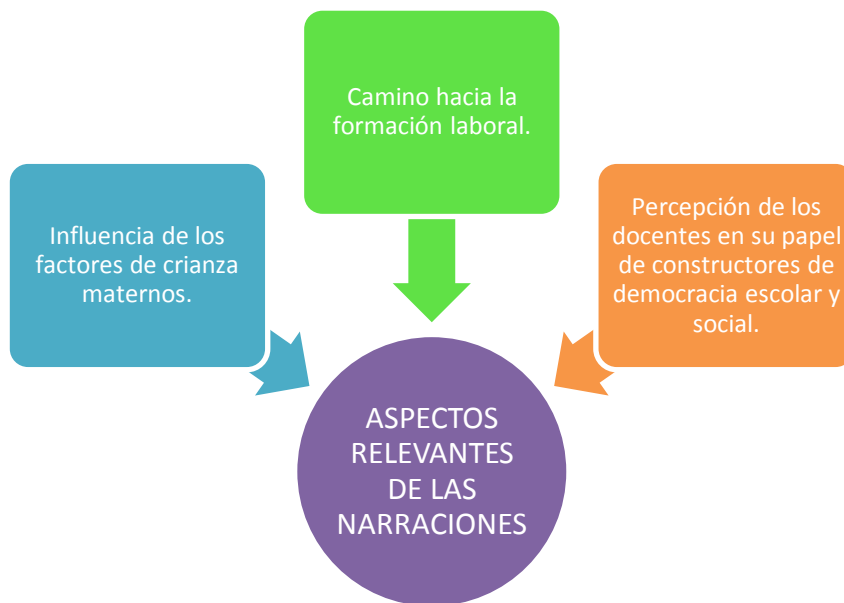 Camino hacia la
formación laboral.
Influencia de los
factores de crianza
maternos.
Percepción de los
docentes en su papel
de constructores de
democracia escolar y
social.
ASPECTOS
RELEVANTES
DE LAS
NARRACIONES